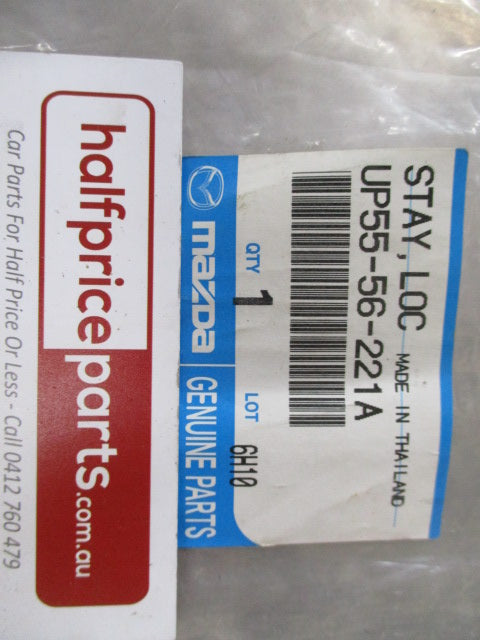 STAY, LOC
MADE IN THAILAND
UP55-56-221A
QTY
1
LOT
6H10
mazda
GENUINE PARTS
halfpriceparts.com.au
Car Parts For Half Price Or Less - Call 0412 760 479